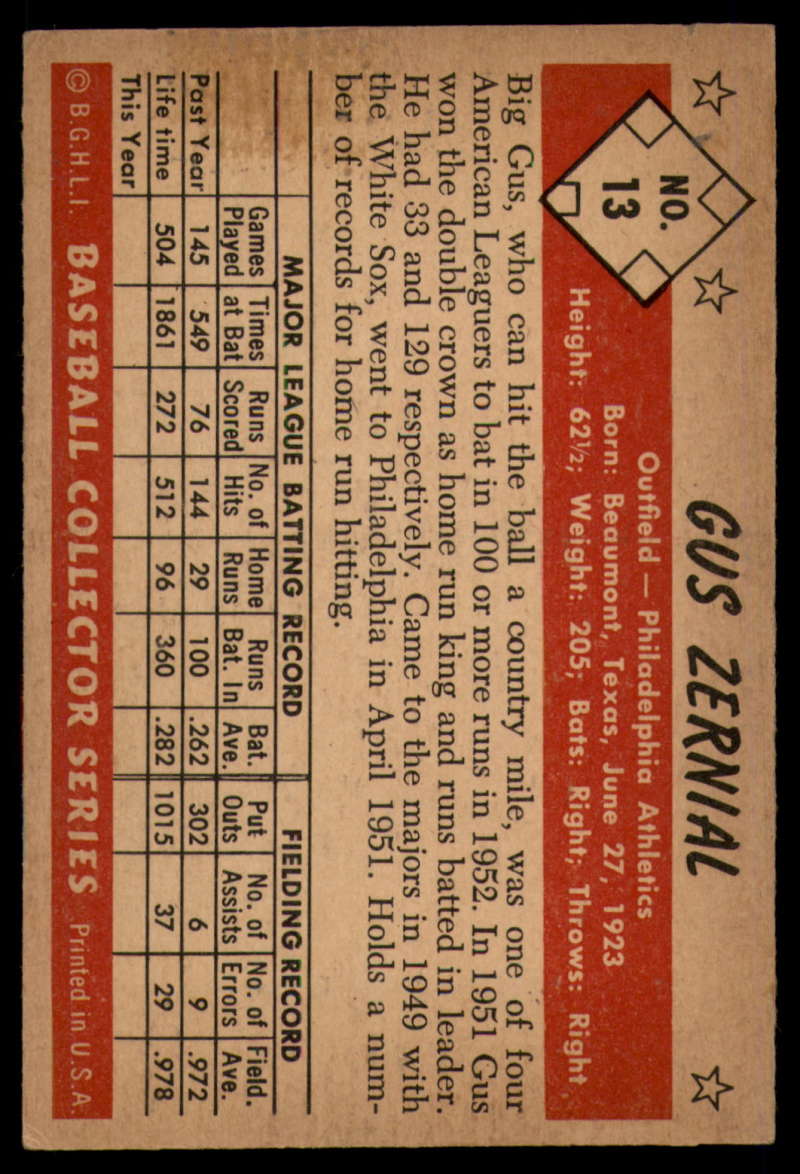 GUS ZERNIAL
NO.
13
Outfield — Philadelphia Athletics
Born: Beaumont, Texas, June 27, 1923
Height: 62½; Weight: 205; Bats: Right; Throws: Right
Big Gus, who can hit the ball a country mile, was one of four
American Leaguers to bat in 100 or more runs in 1952. In 1951 Gus
won the double crown as home run king and runs batted in leader.
He had 33 and 129 respectively. Came to the majors in 1949 with
the White Sox, went to Philadelphia in April 1951. Holds a num-
ber of records for home run hitting.
MAJOR LEAGUE BATTING RECORD FIELDING RECORD
Games Times Runs No. of Home Runs Bat. Put No. of No. of Field.
Played at Bat Scored Hits Runs Bat. In Ave. Outs Assists Errors Ave.
Past Year 145 549 76 144 29 100 .262 302 6 9 .972
Life time 504 1861 272 512 96 360 .282 1015 37 29 .978
This Year
© B.G.H.L.I. BASEBALL COLLECTOR SERIES Printed in U.S.A.